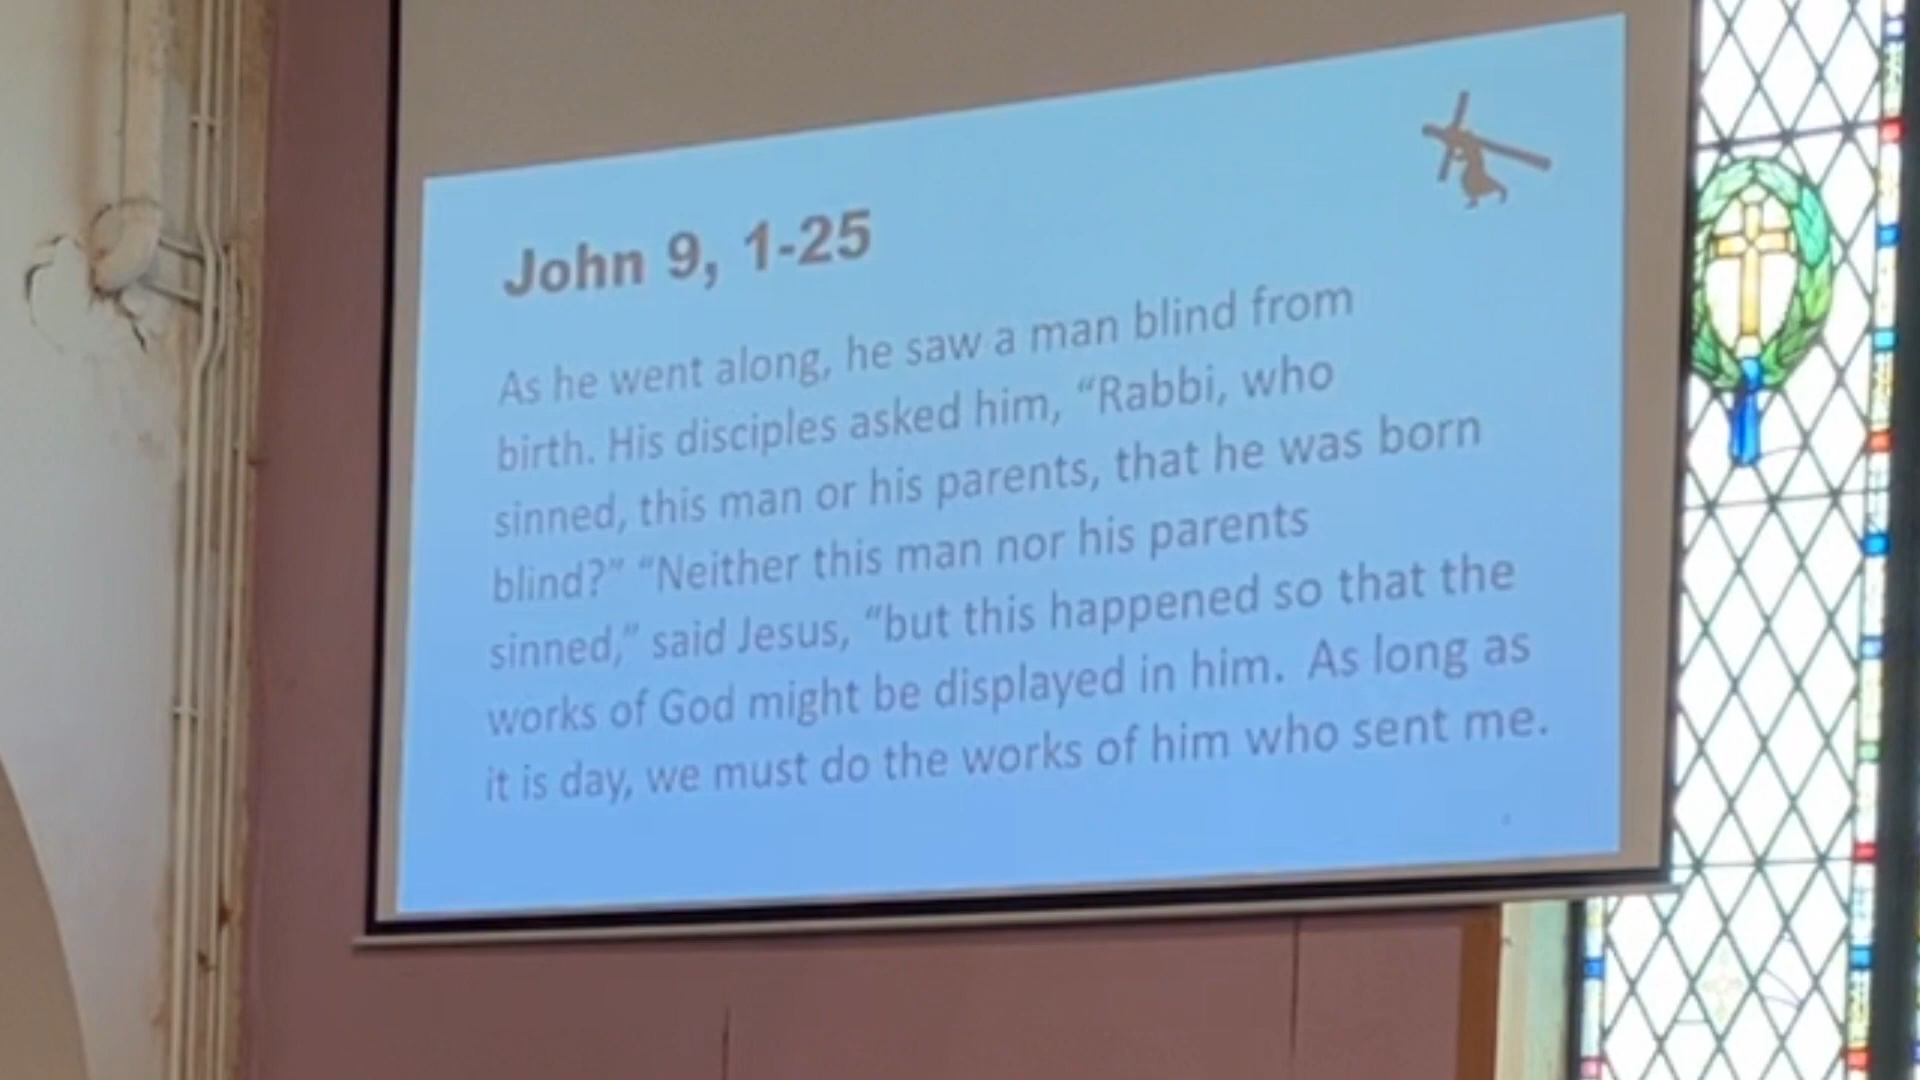 John 9, 1-25
As he went along, he saw a man blind from
birth. His disciples asked him, “Rabbi, who
sinned, this man or his parents, that he was born
blind?” “Neither this man nor his parents
sinned,” said Jesus, “but this happened so that the
works of God might be displayed in him. As long as
it is day, we must do the works of him who sent me.